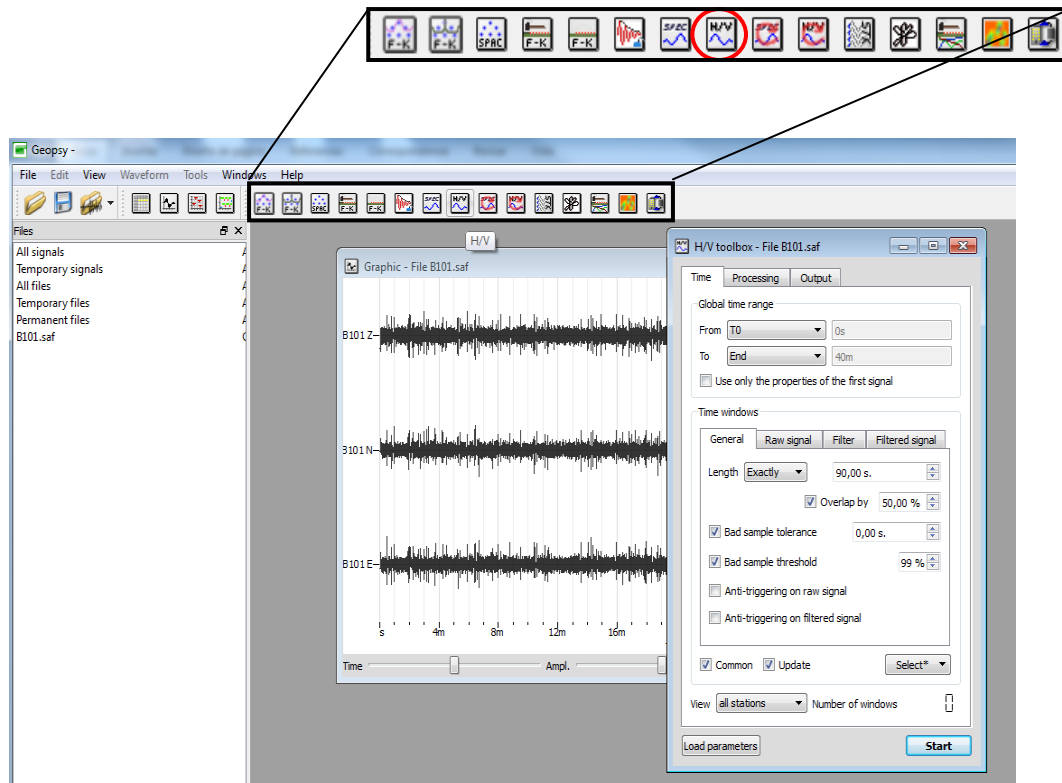 F-K F-K SPAC F-K F-K SPAC H/V SPAC H/V
Geopsy -
File Edit View Waveform Tools Windows Help
F-K F-K SPAC F-K F-K SPAC H/V SPAC H/V
Files
H/V
All signals
Temporary signals
All files
Temporary files
Permanent files
B101.saf
Graphic - File B101.saf
B101 Z
B101 N
B101 E
s 4m 8m 12m 16m
Time Ampl.
H/V toolbox - File B101.saf
Time Processing Output
Global time range
From T0 0s
To End 40m
Use only the properties of the first signal
Time windows
General Raw signal Filter Filtered signal
Length Exactly 90,00 s.
Overlap by 50,00 %
Bad sample tolerance 0,00 s.
Bad sample threshold 99 %
Anti-triggering on raw signal
Anti-triggering on filtered signal
Common Update Select*
View all stations Number of windows 0
Load parameters Start